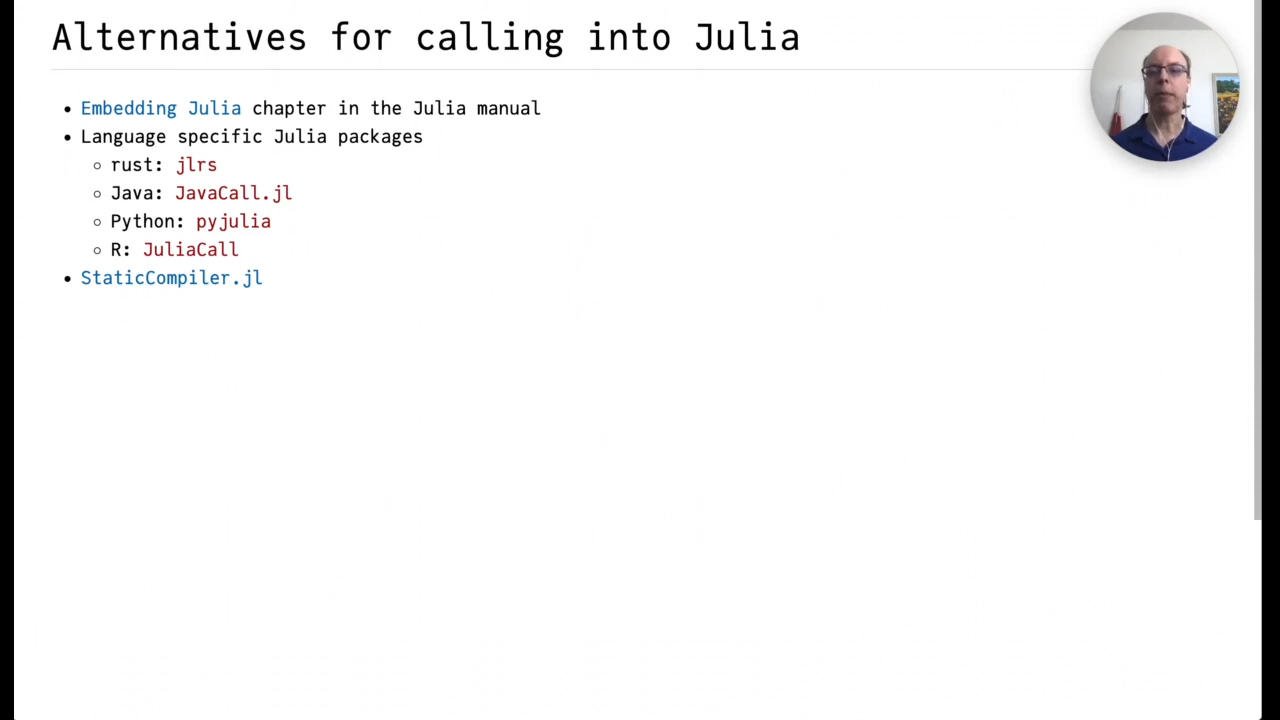 Alternatives for calling into Julia
Embedding Julia chapter in the Julia manual
Language specific Julia packages
rust: jlrs
Java: JavaCall.jl
Python: pyjulia
R: JuliaCall
StaticCompiler.jl